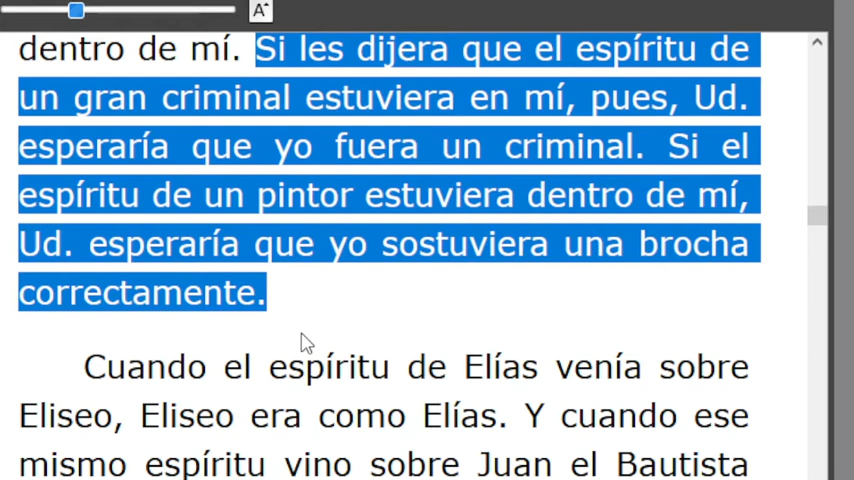 A
dentro de mí. Si les dijera que el espíritu de
un gran criminal estuviera en mí, pues, Ud.
esperaría que yo fuera un criminal. Si el
espíritu de un pintor estuviera dentro de mí,
Ud. esperaría que yo sostuviera una brocha
correctamente.
Cuando el espíritu de Elías venía sobre
Eliseo, Eliseo era como Elías. Y cuando ese
mismo espíritu vino sobre Juan el Bautista